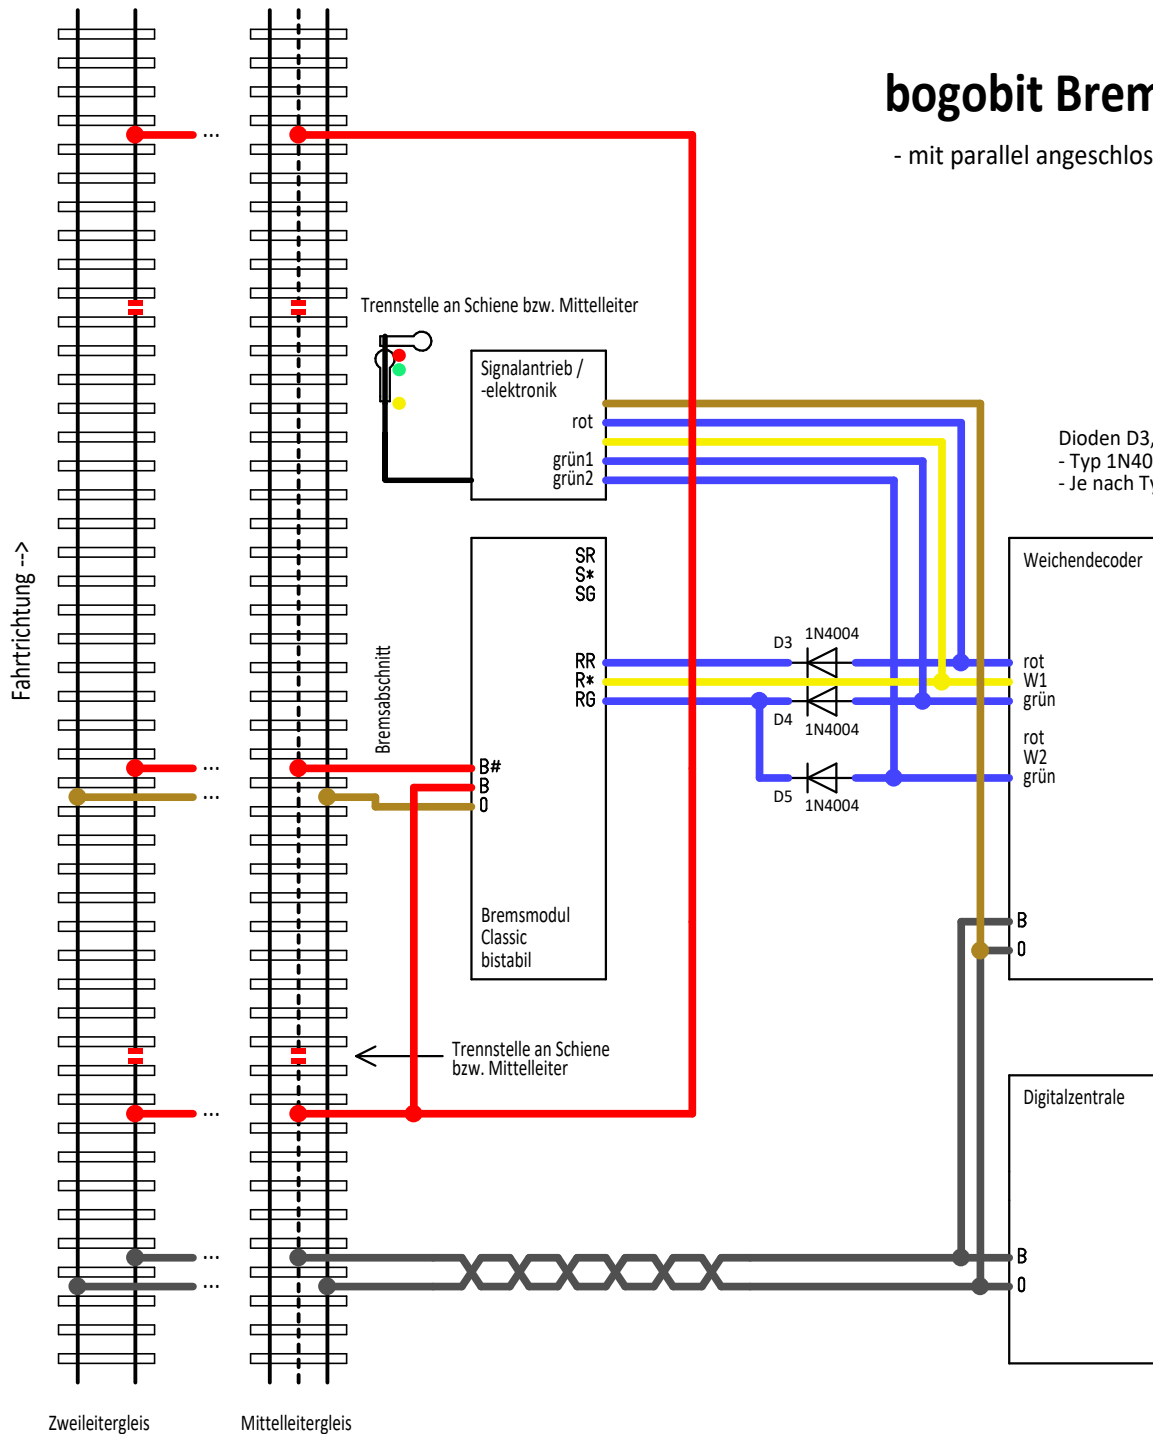 bogobit Brem
- mit parallel angeschlos
...
...
Trennstelle an Schiene bzw. Mittelleiter
Signalantrieb /
-elektronik
rot
grün1
grün2
Dioden D3,
- Typ 1N40
- Je nach Ty
Fahrtrichtung -->
Bremsabschnitt
SR
S*
SG
RR
R*
RG
D3
1N4004
D4
1N4004
D5
1N4004
Weichendecoder
rot
W1
grün
rot
W2
grün
B
0
...
...
B#
B
0
Bremsmodul
Classic
bistabil
Trennstelle an Schiene
bzw. Mittelleiter
...
Digitalzentrale
B
0
...
...
Zweileitergleis
Mittelleitergleis